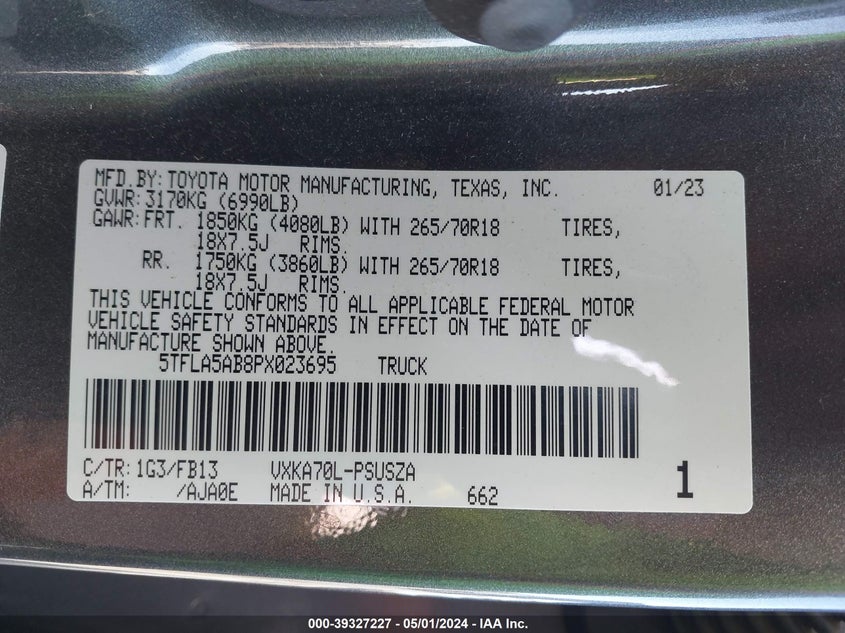 MFD.BY:TOYOTA MOTOR MANUFACTURING, TEXAS, INC. 01/23
GVWR:3170KG (6990LB)
GAWR:FRT. 1850KG (4080LB) WITH 265/70R18 TIRES,
18X7.5J RIMS.
RR. 1750KG (3860LB) WITH 265/70R18 TIRES,
18X7.5J RIMS.
THIS VEHICLE CONFORMS TO ALL APPLICABLE FEDERAL MOTOR
VEHICLE SAFETY STANDARDS IN EFFECT ON THE DATE OF
MANUFACTURE SHOWN ABOVE.
5TFLA5AB8PX023695 TRUCK
C/TR:1G3/FB13 VXKA70L-PSUSZA
A/TM: /AJA0E MADE IN U.S.A. 662 1
000-39327227 - 05/01/2024 - IAA Inc.